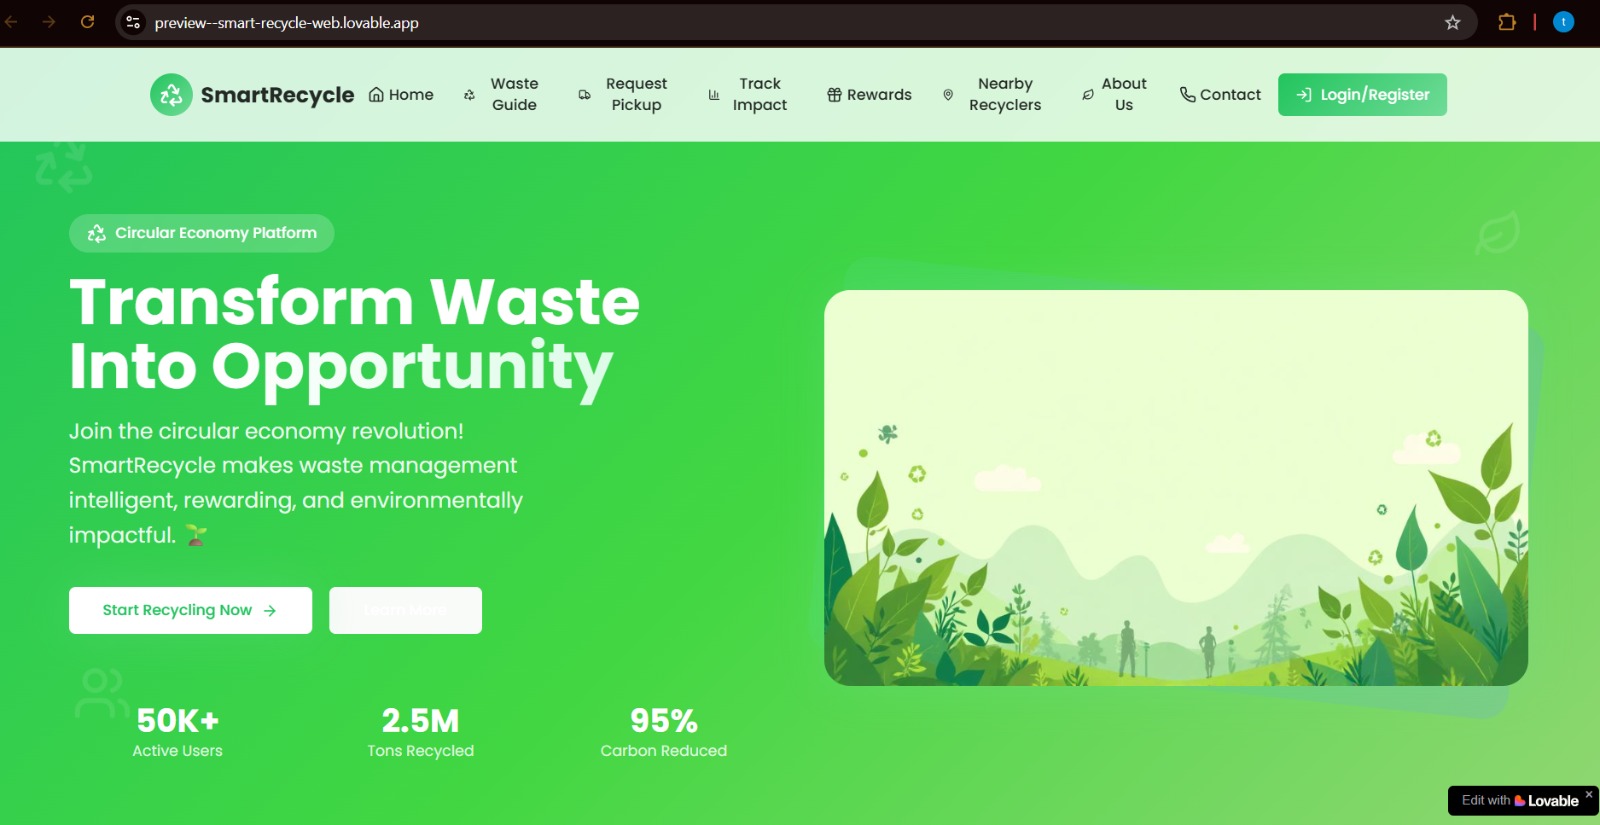 preview--smart-recycle-web.lovable.app
t
SmartRecycle
Home
Waste
Guide
Request
Pickup
Track
Impact
Rewards
Nearby
Recyclers
About
Us
Contact
Login/Register
Circular Economy Platform
Transform Waste
Into Opportunity
Join the circular economy revolution!
SmartRecycle makes waste management
intelligent, rewarding, and environmentally
impactful. 🌱
Start Recycling Now →
Learn More
50K+
Active Users
2.5M
Tons Recycled
95%
Carbon Reduced
Edit with Lovable